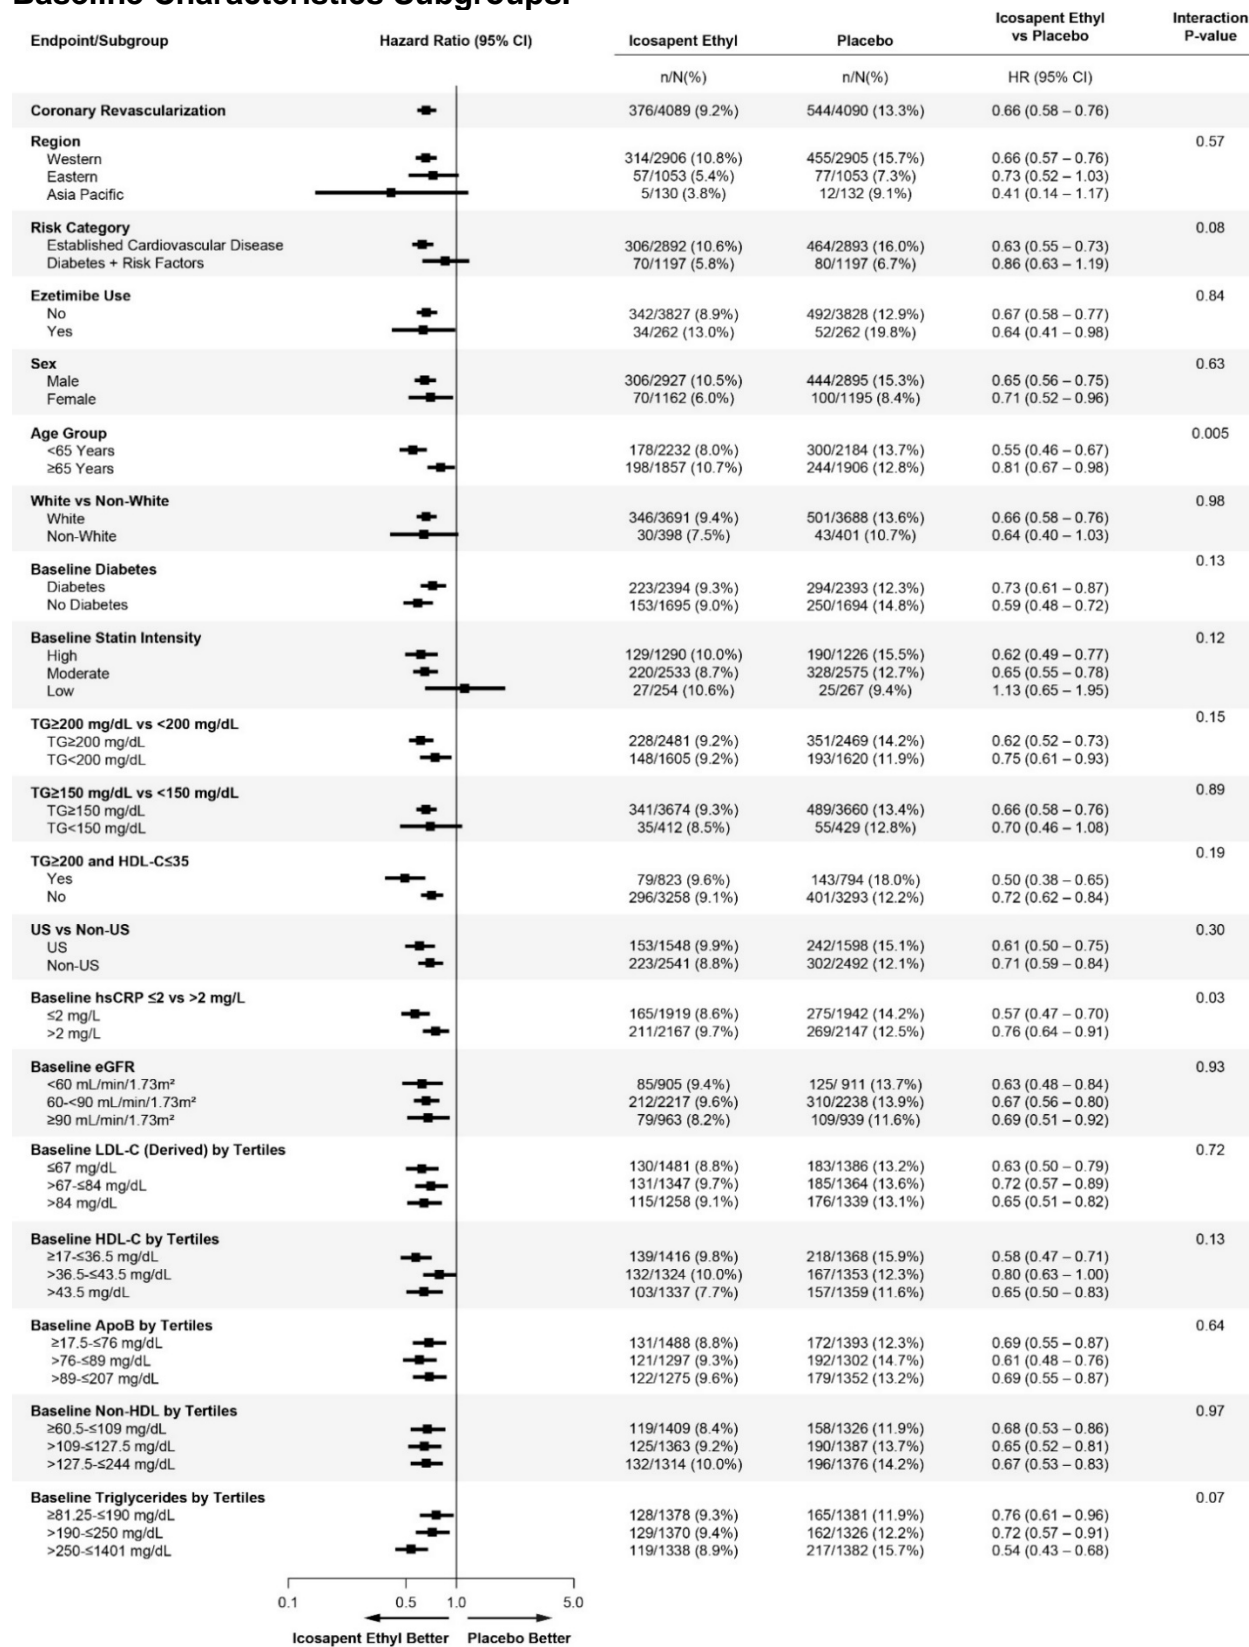 Baseline Characteristics Subgroups.
Endpoint/Subgroup Hazard Ratio (95% CI) Icosapent Ethyl Placebo Icosapent Ethyl vs Placebo Interaction P-value
n/N(%) n/N(%) HR (95% CI)
Coronary Revascularization 376/4089 (9.2%) 544/4090 (13.3%) 0.66 (0.58 – 0.76)
Region 0.57
Western 314/2906 (10.8%) 455/2905 (15.7%) 0.66 (0.57 – 0.76)
Eastern 57/1053 (5.4%) 77/1053 (7.3%) 0.73 (0.52 – 1.03)
Asia Pacific 5/130 (3.8%) 12/132 (9.1%) 0.41 (0.14 – 1.17)
Risk Category 0.08
Established Cardiovascular Disease 306/2892 (10.6%) 464/2893 (16.0%) 0.63 (0.55 – 0.73)
Diabetes + Risk Factors 70/1197 (5.8%) 80/1197 (6.7%) 0.86 (0.63 – 1.19)
Ezetimibe Use 0.84
No 342/3827 (8.9%) 492/3828 (12.9%) 0.67 (0.58 – 0.77)
Yes 34/262 (13.0%) 52/262 (19.8%) 0.64 (0.41 – 0.98)
Sex 0.63
Male 306/2927 (10.5%) 444/2895 (15.3%) 0.65 (0.56 – 0.75)
Female 70/1162 (6.0%) 100/1195 (8.4%) 0.71 (0.52 – 0.96)
Age Group 0.005
<65 Years 178/2232 (8.0%) 300/2184 (13.7%) 0.55 (0.46 – 0.67)
≥65 Years 198/1857 (10.7%) 244/1906 (12.8%) 0.81 (0.67 – 0.98)
White vs Non-White 0.98
White 346/3691 (9.4%) 501/3688 (13.6%) 0.66 (0.58 – 0.76)
Non-White 30/398 (7.5%) 43/401 (10.7%) 0.64 (0.40 – 1.03)
Baseline Diabetes 0.13
Diabetes 223/2394 (9.3%) 294/2393 (12.3%) 0.73 (0.61 – 0.87)
No Diabetes 153/1695 (9.0%) 250/1694 (14.8%) 0.59 (0.48 – 0.72)
Baseline Statin Intensity 0.12
High 129/1290 (10.0%) 190/1226 (15.5%) 0.62 (0.49 – 0.77)
Moderate 220/2533 (8.7%) 328/2575 (12.7%) 0.65 (0.55 – 0.78)
Low 27/254 (10.6%) 25/267 (9.4%) 1.13 (0.65 – 1.95)
TG≥200 mg/dL vs <200 mg/dL 0.15
TG≥200 mg/dL 228/2481 (9.2%) 351/2469 (14.2%) 0.62 (0.52 – 0.73)
TG<200 mg/dL 148/1605 (9.2%) 193/1620 (11.9%) 0.75 (0.61 – 0.93)
TG≥150 mg/dL vs <150 mg/dL 0.89
TG≥150 mg/dL 341/3674 (9.3%) 489/3660 (13.4%) 0.66 (0.58 – 0.76)
TG<150 mg/dL 35/412 (8.5%) 55/429 (12.8%) 0.70 (0.46 – 1.08)
TG≥200 and HDL-C≤35 0.19
Yes 79/823 (9.6%) 143/794 (18.0%) 0.50 (0.38 – 0.65)
No 296/3258 (9.1%) 401/3293 (12.2%) 0.72 (0.62 – 0.84)
US vs Non-US 0.30
US 153/1548 (9.9%) 242/1598 (15.1%) 0.61 (0.50 – 0.75)
Non-US 223/2541 (8.8%) 302/2492 (12.1%) 0.71 (0.59 – 0.84)
Baseline hsCRP ≤2 vs >2 mg/L 0.03
≤2 mg/L 165/1919 (8.6%) 275/1942 (14.2%) 0.57 (0.47 – 0.70)
>2 mg/L 211/2167 (9.7%) 269/2147 (12.5%) 0.76 (0.64 – 0.91)
Baseline eGFR 0.93
<60 mL/min/1.73m² 85/905 (9.4%) 125/ 911 (13.7%) 0.63 (0.48 – 0.84)
60-<90 mL/min/1.73m² 212/2217 (9.6%) 310/2238 (13.9%) 0.67 (0.56 – 0.80)
≥90 mL/min/1.73m² 79/963 (8.2%) 109/939 (11.6%) 0.69 (0.51 – 0.92)
Baseline LDL-C (Derived) by Tertiles 0.72
≤67 mg/dL 130/1481 (8.8%) 183/1386 (13.2%) 0.63 (0.50 – 0.79)
>67-≤84 mg/dL 131/1347 (9.7%) 185/1364 (13.6%) 0.72 (0.57 – 0.89)
>84 mg/dL 115/1258 (9.1%) 176/1339 (13.1%) 0.65 (0.51 – 0.82)
Baseline HDL-C by Tertiles 0.13
≥17-≤36.5 mg/dL 139/1416 (9.8%) 218/1368 (15.9%) 0.58 (0.47 – 0.71)
>36.5-≤43.5 mg/dL 132/1324 (10.0%) 167/1353 (12.3%) 0.80 (0.63 – 1.00)
>43.5 mg/dL 103/1337 (7.7%) 157/1359 (11.6%) 0.65 (0.50 – 0.83)
Baseline ApoB by Tertiles 0.64
≥17.5-≤76 mg/dL 131/1488 (8.8%) 172/1393 (12.3%) 0.69 (0.55 – 0.87)
>76-≤89 mg/dL 121/1297 (9.3%) 192/1302 (14.7%) 0.61 (0.48 – 0.76)
>89-≤207 mg/dL 122/1275 (9.6%) 179/1352 (13.2%) 0.69 (0.55 – 0.87)
Baseline Non-HDL by Tertiles 0.97
≥60.5-≤109 mg/dL 119/1409 (8.4%) 158/1326 (11.9%) 0.68 (0.53 – 0.86)
>109-≤127.5 mg/dL 125/1363 (9.2%) 190/1387 (13.7%) 0.65 (0.52 – 0.81)
>127.5-≤244 mg/dL 132/1314 (10.0%) 196/1376 (14.2%) 0.67 (0.53 – 0.83)
Baseline Triglycerides by Tertiles 0.07
≥81.25-≤190 mg/dL 128/1378 (9.3%) 165/1381 (11.9%) 0.76 (0.61 – 0.96)
>190-≤250 mg/dL 129/1370 (9.4%) 162/1326 (12.2%) 0.72 (0.57 – 0.91)
>250-≤1401 mg/dL 119/1338 (8.9%) 217/1382 (15.7%) 0.54 (0.43 – 0.68)
0.1 0.5 1.0 5.0
Icosapent Ethyl Better Placebo Better